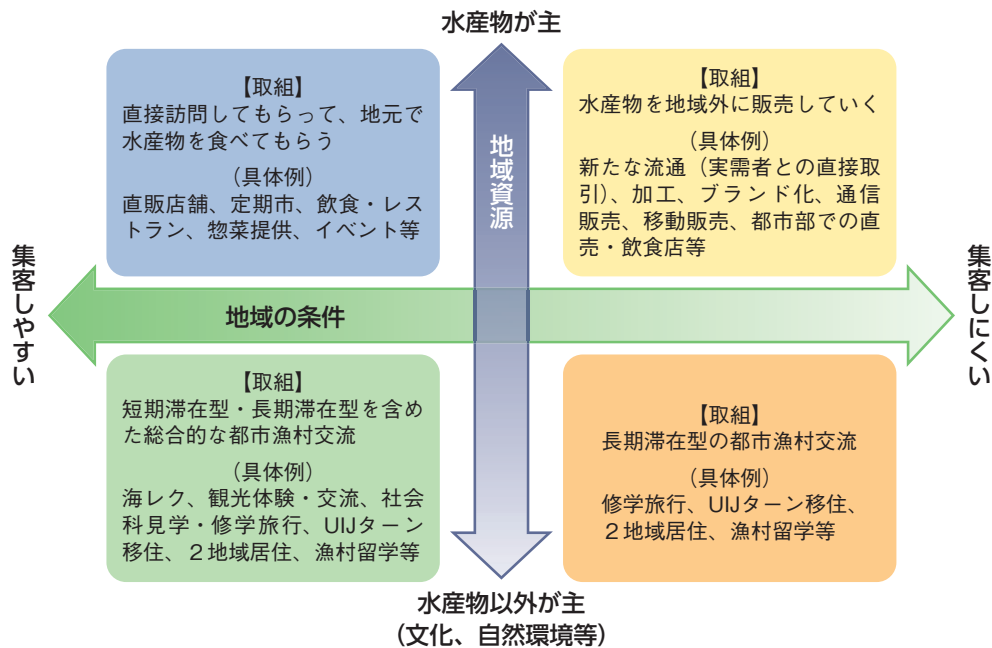 水産物が主
【取組】
直接訪問してもらって、地元で
水産物を食べてもらう
（具体例）
直販店舗、定期市、飲食・レス
トラン、惣菜提供、イベント等
【取組】
水産物を地域外に販売していく
（具体例）
新たな流通（実需者との直接取
引）、加工、ブランド化、通信
販売、移動販売、都市部での直
売・飲食店等
地域資源
集客しやすい
地域の条件
集客しにくい
【取組】
短期滞在型・長期滞在型を含め
た総合的な都市漁村交流
（具体例）
海レク、観光体験・交流、社会
科見学・修学旅行、UIJターン
移住、２地域居住、漁村留学等
【取組】
長期滞在型の都市漁村交流
（具体例）
修学旅行、UIJターン移住、
２地域居住、漁村留学等
水産物以外が主
（文化、自然環境等）